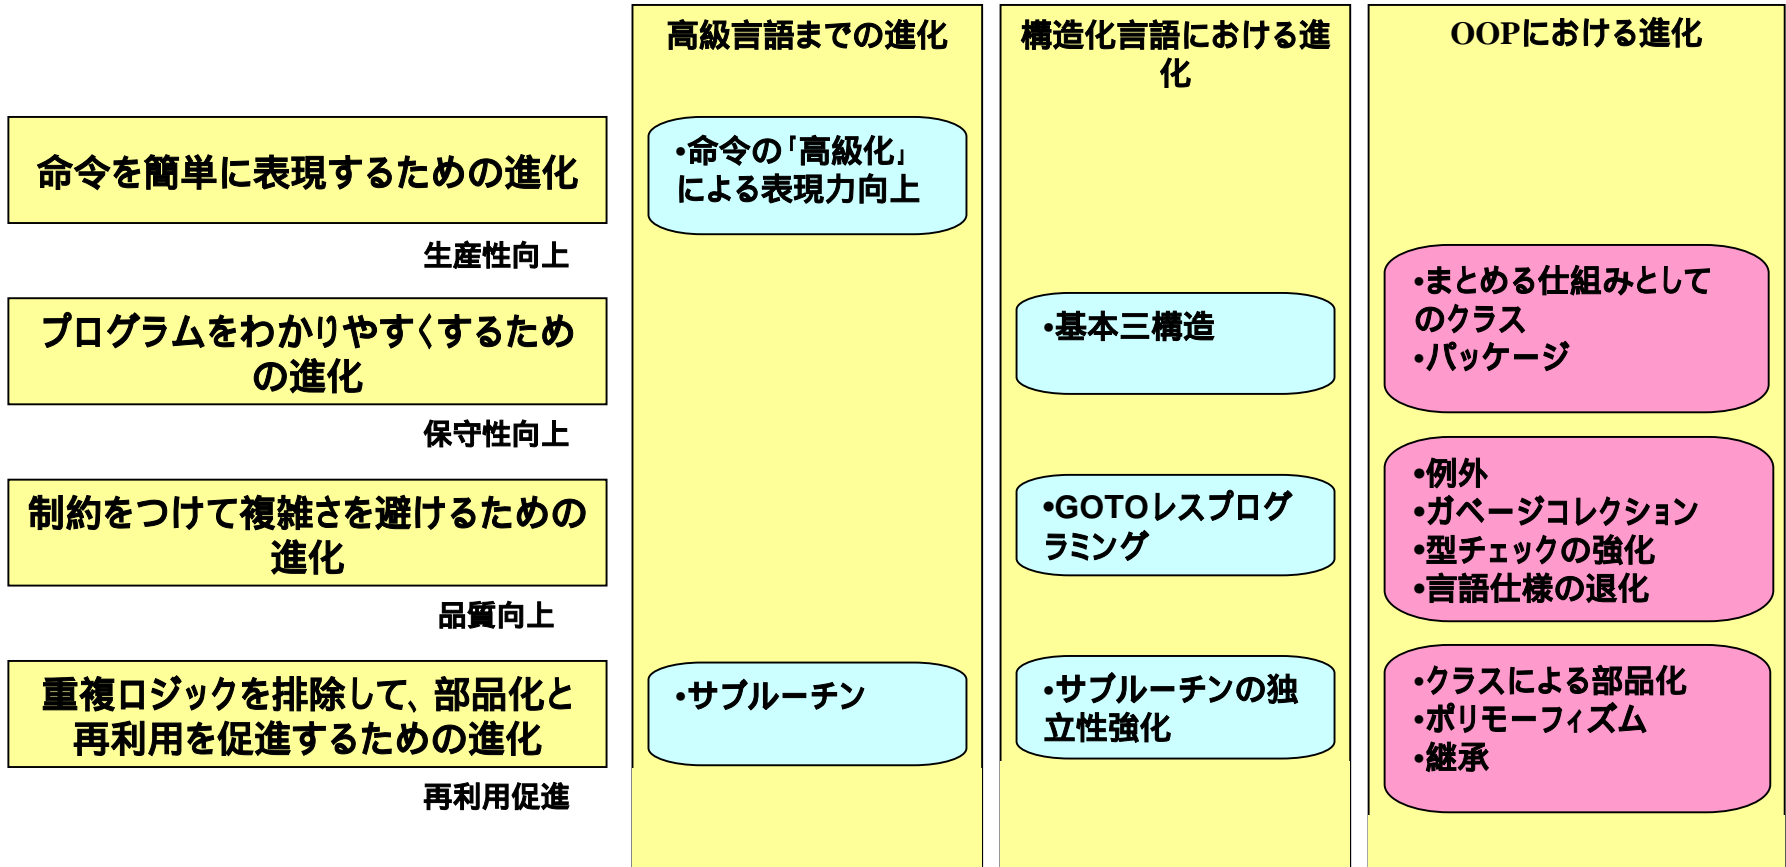 高級言語までの進化
構造化言語における進
化
OOPにおける進化
命令を簡単に表現するための進化
・命令の「高級化」
による表現力向上
生産性向上
プログラムをわかりやすくするため
の進化
・基本三構造
・まとめる仕組みとして
のクラス
・パッケージ
保守性向上
制約をつけて複雑さを避けるための
進化
・GOTOレスプログ
ラミング
・例外
・ガベージコレクション
・型チェックの強化
・言語仕様の退化
品質向上
重複ロジックを排除して、部品化と
再利用を促進するための進化
・サブルーチン
・サブルーチンの独
立性強化
・クラスによる部品化
・ポリモーフィズム
・継承
再利用促進